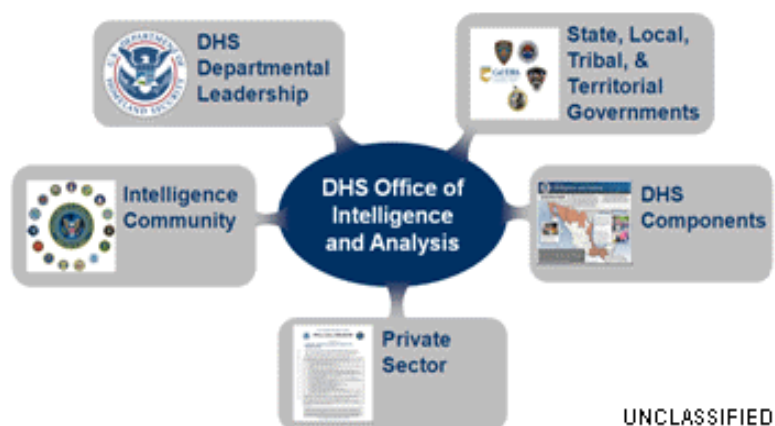 DHS
Departmental
Leadership
State, Local,
Tribal, &
Territorial
Governments
Intelligence
Community
DHS Office of
Intelligence
and Analysis
DHS
Components
Private
Sector
UNCLASSIFIED